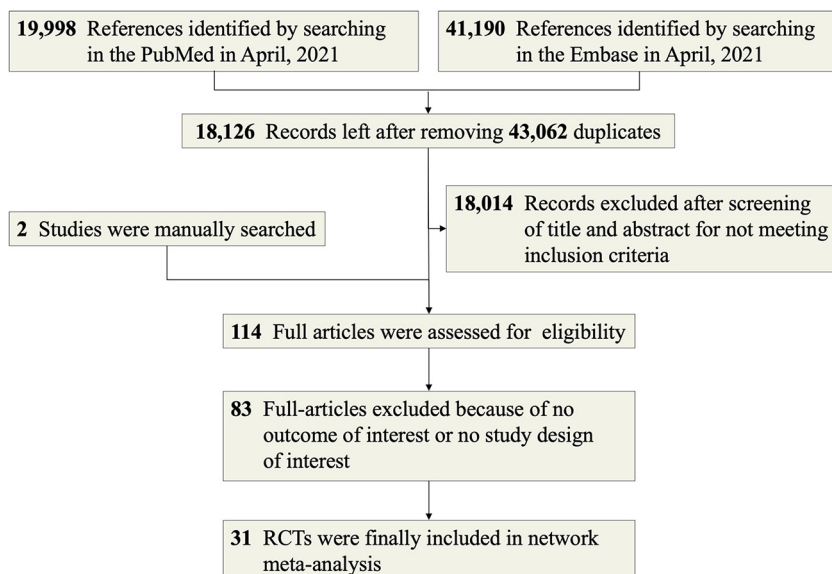 19,998 References identified by searching
in the PubMed in April, 2021
41,190 References identified by searching
in the Embase in April, 2021
18,126 Records left after removing 43,062 duplicates
18,014 Records excluded after screening
of title and abstract for not meeting
inclusion criteria
2 Studies were manually searched
114 Full articles were assessed for eligibility
83 Full-articles excluded because of no
outcome of interest or no study design
of interest
31 RCTs were finally included in network
meta-analysis